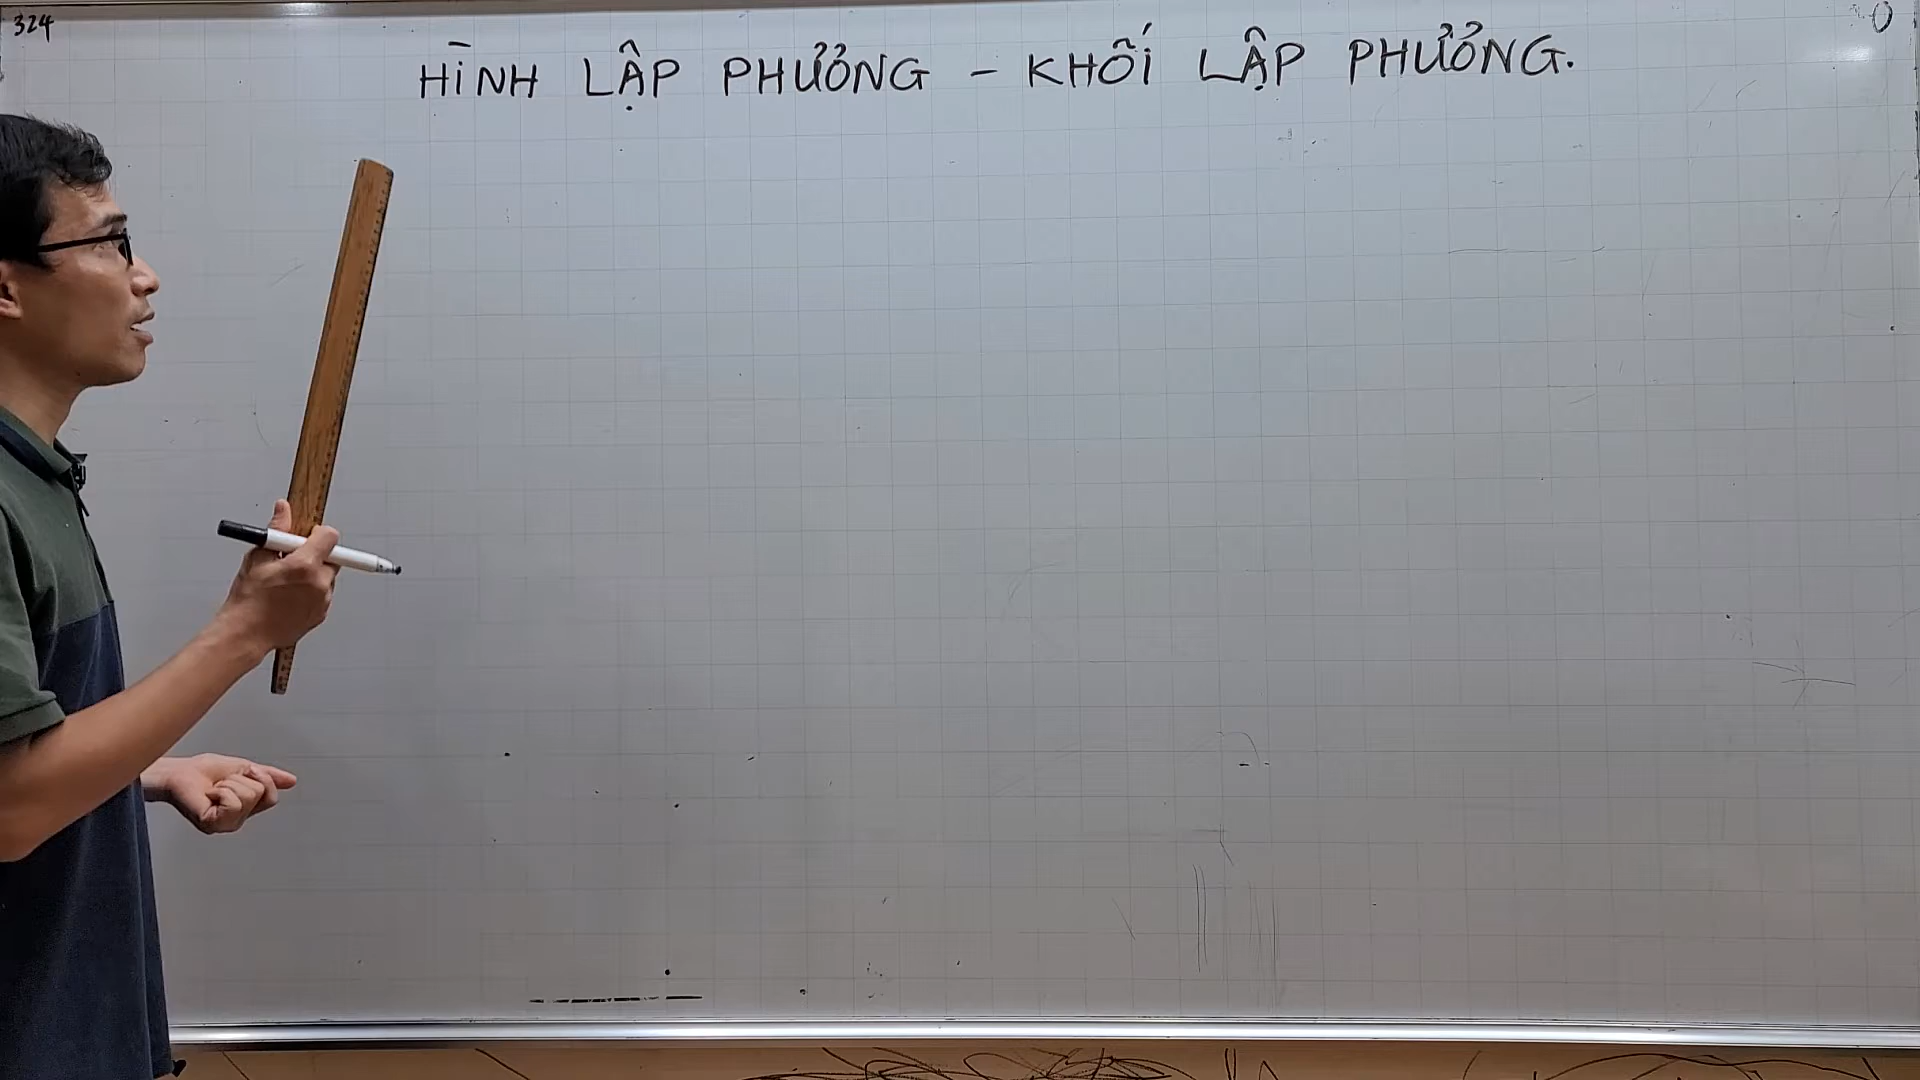 324
HÌNH LẬP PHƯƠNG - KHỐI LẬP PHƯƠNG.